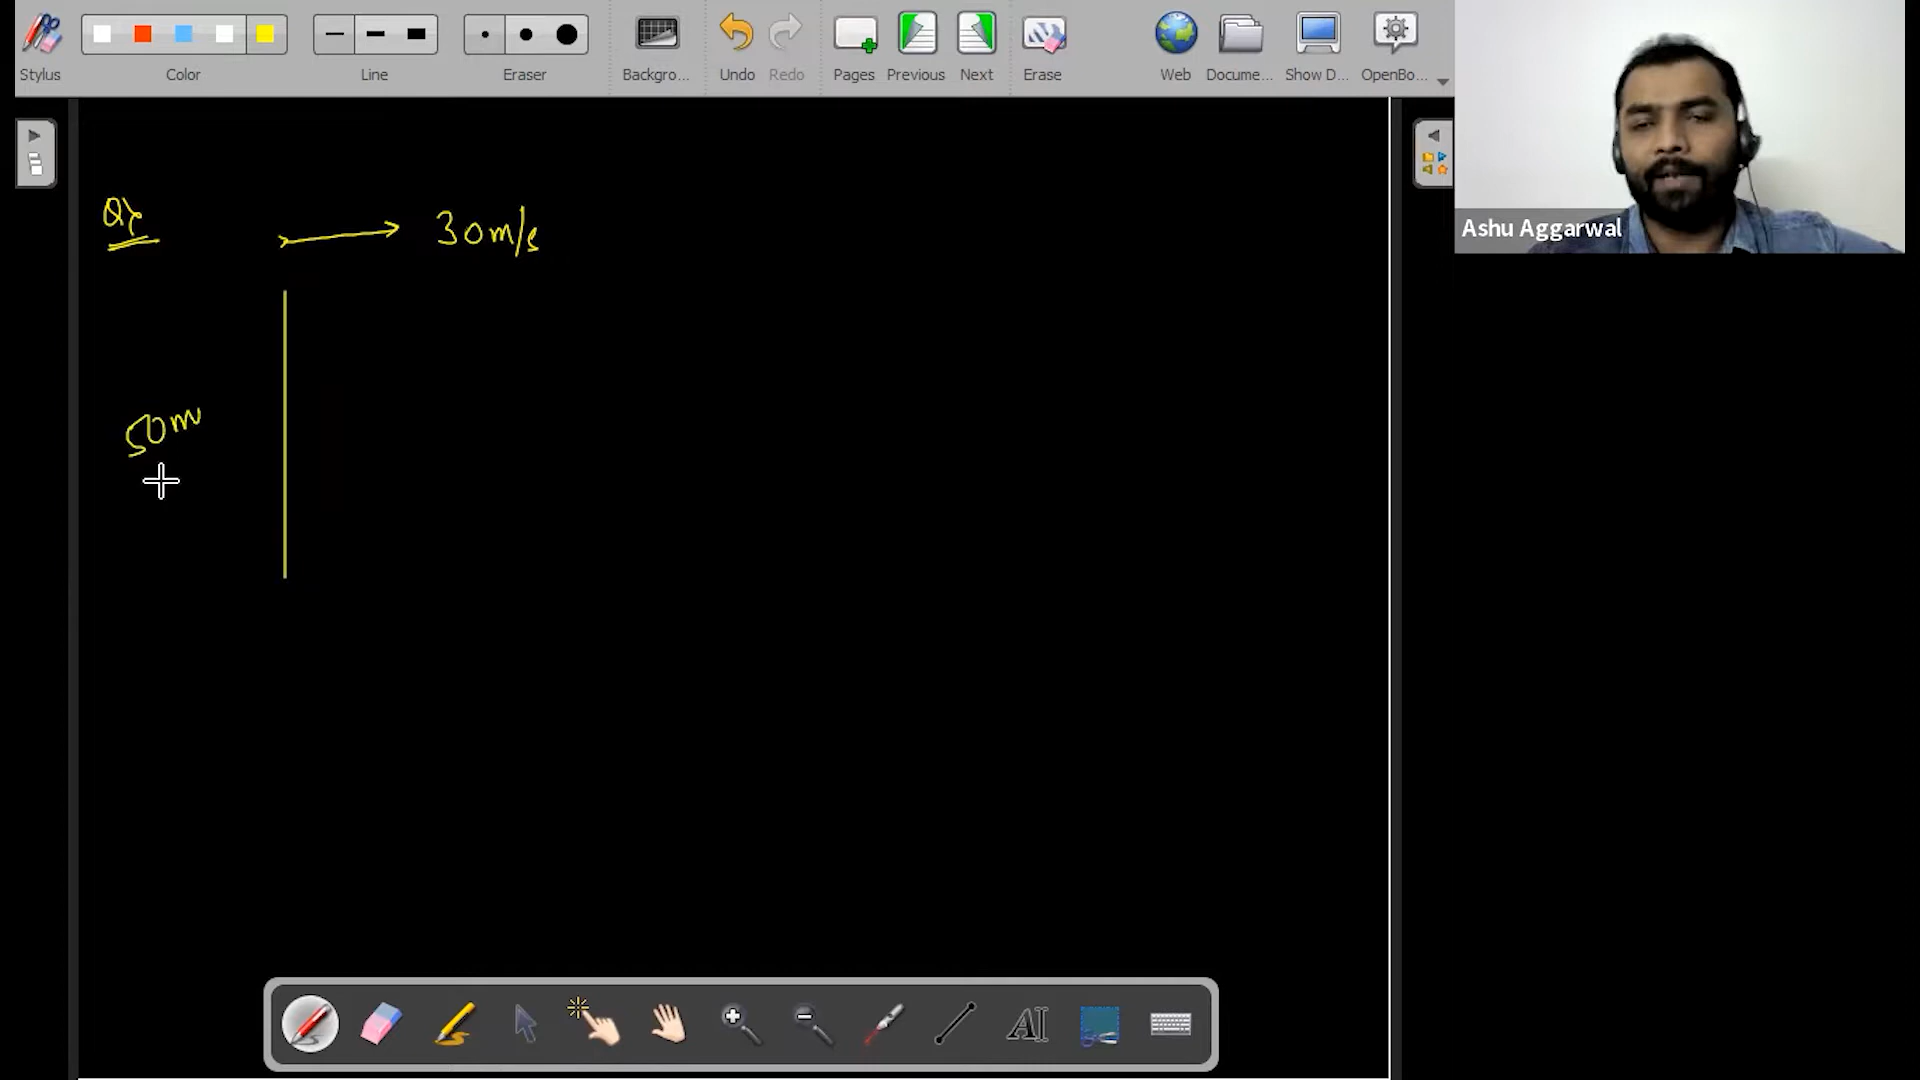 Stylus
Color
Line
Eraser
Backgro...
Undo
Redo
Pages
Previous
Next
Erase
Web
Docume...
Show D...
OpenBo...
Ashu Aggarwal
30m/s
50m
AI